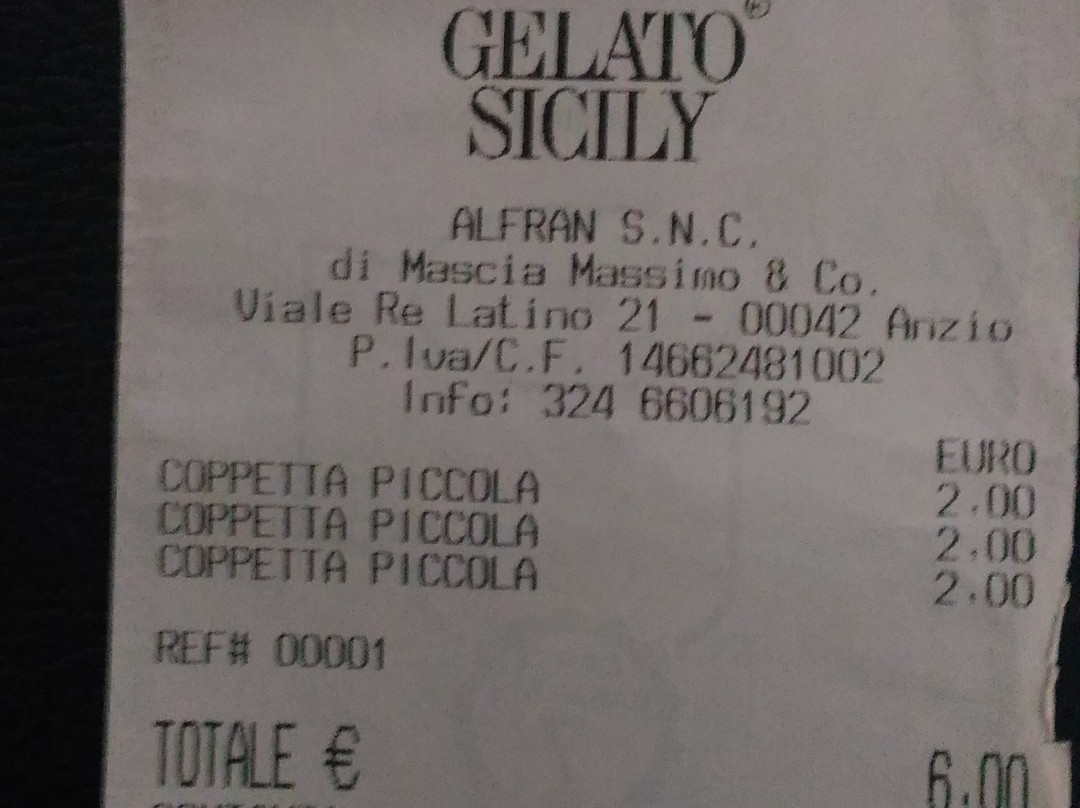 GELATO®
SICILY
ALFRAN S.N.C.
di Mascia Massimo & Co.
Viale Re Latino 21 - 00042 Anzio
P.Iva/C.F. 14662481002
Info: 324 6606192
EURO
COPPETTA PICCOLA 2.00
COPPETTA PICCOLA 2.00
COPPETTA PICCOLA 2.00
REF# 00001
TOTALE € 6.00